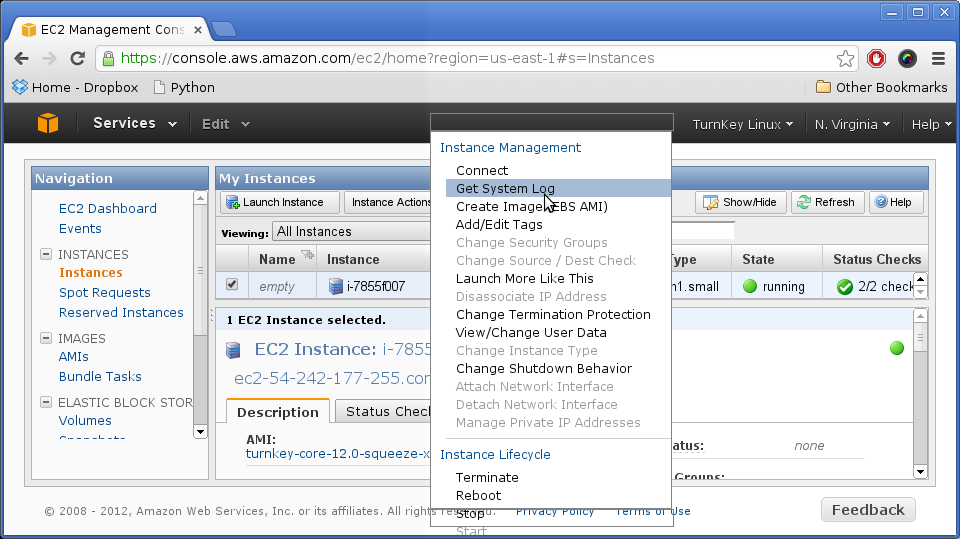 EC2 Management Cons
https://console.aws.amazon.com/ec2/home?region=us-east-1#s=Instances
Home - Dropbox
Python
Other Bookmarks
Services
Edit
TurnKey Linux
N. Virginia
Help
Navigation
EC2 Dashboard
Events
INSTANCES
Instances
Spot Requests
Reserved Instances
IMAGES
AMIs
Bundle Tasks
ELASTIC BLOCK STOR
Volumes
Snapshots
My Instances
Launch Instance
Instance Actions
Show/Hide
Refresh
Help
Viewing:
All Instances
Name
Instance
Type
State
Status Checks
empty
i-7855f007
m1.small
running
2/2 check
1 EC2 Instance selected.
EC2 Instance: i-7855
ec2-54-242-177-255.com
Description
Status Check
AMI:
turnkey-core-12.0-squeeze-x
atus:
none
Groups:
Instance Management
Connect
Get System Log
Create Image (EBS AMI)
Add/Edit Tags
Change Security Groups
Change Source / Dest Check
Launch More Like This
Disassociate IP Address
Change Termination Protection
View/Change User Data
Change Instance Type
Change Shutdown Behavior
Attach Network Interface
Detach Network Interface
Manage Private IP Addresses
Instance Lifecycle
Terminate
Reboot
Stop
Start
© 2008 - 2012, Amazon Web Services, Inc. or its affiliates. All rights reserved.
Privacy Policy
Terms of Use
Feedback